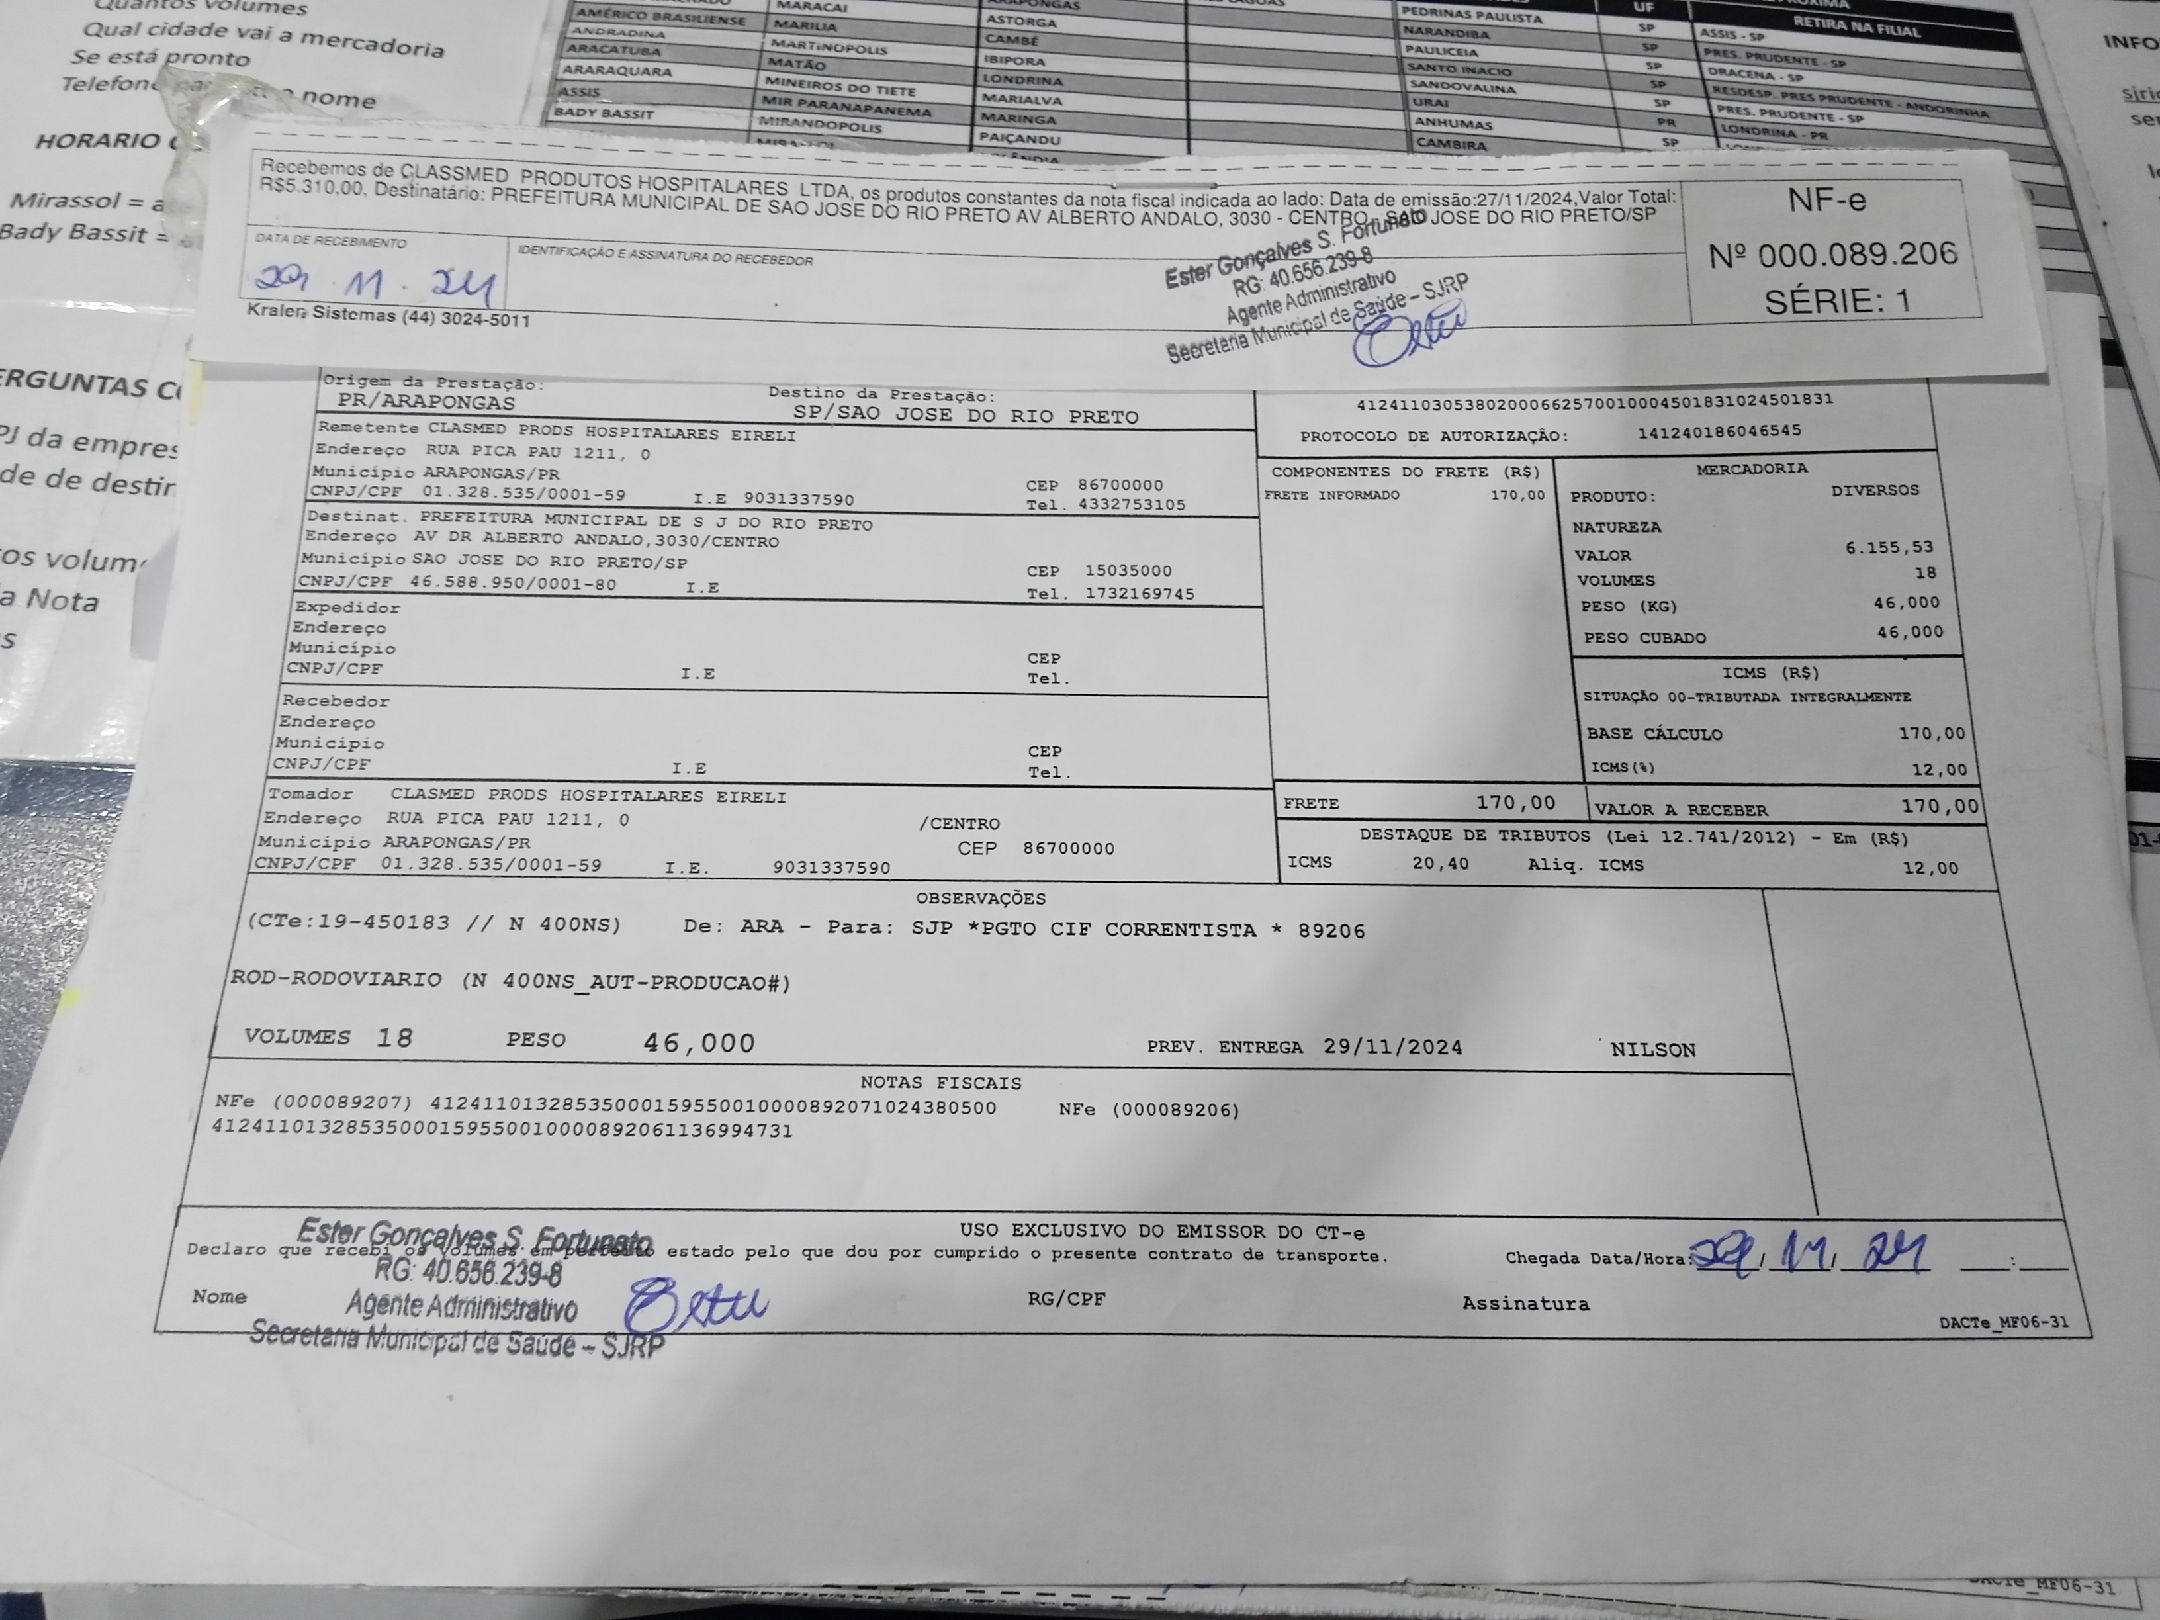 Quantos volumes
Qual cidade vai a mercadoria
Se está pronto
nome
HORARIO
Mirassol =
Bady Bassit =
ERGUNTAS
PJ da empres
de de destin
os volum
a Nota
s
AMÉRICO BRASILIENSE
ANDRADINA
ARACATUBA
ARARAQUARA
ASSIS
BADY BASSIT
MARACAI
MARILIA
MARTINOPOLIS
MATÃO
MINEIROS DO TIETE
MIR PARANAPANEMA
MIRANDOPOLIS
ARAPONGAS
ASTORGA
CAMBÉ
IBIPORA
LONDRINA
MARIALVA
MARINGA
PAIÇANDU
PEDRINAS PAULISTA
NARANDIBA
PAULICEIA
SANTO INACIO
SANDOVALINA
URAI
ANHUMAS
CAMBIRA
UF
SP
SP
SP
SP
SP
PR
SP
RETIRA NA FILIAL
ASSIS - SP
PRES. PRUDENTE - SP
DRACENA - SP
RESDESP. PRES PRUDENTE - ANDORINHA
PRES. PRUDENTE - SP
LONDRINA - PR
INFO
Recebemos de CLASSMED PRODUTOS HOSPITALARES LTDA, os produtos constantes da nota fiscal indicada ao lado: Data de emissão:27/11/2024,Valor Total:
R$5.310,00, Destinatário: PREFEITURA MUNICIPAL DE SAO JOSE DO RIO PRETO AV ALBERTO ANDALO, 3030 - CENTRO - SAO JOSE DO RIO PRETO/SP
DATA DE RECEBIMENTO
29.11.24
IDENTIFICAÇÃO E ASSINATURA DO RECEBEDOR
Ester Gonçalves S. Fortunato
RG: 40.656.239-8
Agente Administrativo
Secretaria Municipal de Saúde – SJRP
Ester
NF-e
Nº 000.089.206
SÉRIE: 1
Kraler Sistemas (44) 3024-5011
Origem da Prestação:
PR/ARAPONGAS
Destino da Prestação:
SP/SAO JOSE DO RIO PRETO
41241103053802000662570010004501831024501831
PROTOCOLO DE AUTORIZAÇÃO: 141240186046545
Remetente CLASMED PRODS HOSPITALARES EIRELI
Endereço RUA PICA PAU 1211, 0
Município ARAPONGAS/PR CEP 86700000
CNPJ/CPF 01.328.535/0001-59 I.E 9031337590 Tel. 4332753105
Destinat. PREFEITURA MUNICIPAL DE S J DO RIO PRETO
Endereço AV DR ALBERTO ANDALO,3030/CENTRO
Município SAO JOSE DO RIO PRETO/SP CEP 15035000
CNPJ/CPF 46.588.950/0001-80 I.E Tel. 1732169745
Expedidor
Endereço
Município CEP
CNPJ/CPF I.E Tel.
Recebedor
Endereço
Município CEP
CNPJ/CPF I.E Tel.
Tomador CLASMED PRODS HOSPITALARES EIRELI
Endereço RUA PICA PAU 1211, 0 /CENTRO
Município ARAPONGAS/PR CEP 86700000
CNPJ/CPF 01.328.535/0001-59 I.E. 9031337590
COMPONENTES DO FRETE (R$)
FRETE INFORMADO 170,00
MERCADORIA
PRODUTO: DIVERSOS
NATUREZA
VALOR 6.155,53
VOLUMES 18
PESO (KG) 46,000
PESO CUBADO 46,000
ICMS (R$)
SITUAÇÃO 00-TRIBUTADA INTEGRALMENTE
BASE CÁLCULO 170,00
ICMS(%) 12,00
FRETE 170,00 VALOR A RECEBER 170,00
DESTAQUE DE TRIBUTOS (Lei 12.741/2012) - Em (R$)
ICMS 20,40 Aliq. ICMS 12,00
OBSERVAÇÕES
(CTe:19-450183 // N 400NS) De: ARA - Para: SJP *PGTO CIF CORRENTISTA * 89206
ROD-RODOVIARIO (N 400NS_AUT-PRODUCAO#)
VOLUMES 18 PESO 46,000 PREV. ENTREGA 29/11/2024 NILSON
NOTAS FISCAIS
NFe (000089207) 41241101328535000159550010000892071024380500 NFe (000089206)
41241101328535000159550010000892061136994731
USO EXCLUSIVO DO EMISSOR DO CT-e
Declaro que recebi os volumes em perfeito estado pelo que dou por cumprido o presente contrato de transporte. Chegada Data/Hora: 29/11/24 :
Ester Gonçalves S. Fortunato
RG: 40.656.239-8
Agente Administrativo
Secretaria Municipal de Saúde – SJRP
Ester
Nome RG/CPF Assinatura
DACTe_MF06-31
DACTe_MF06-31